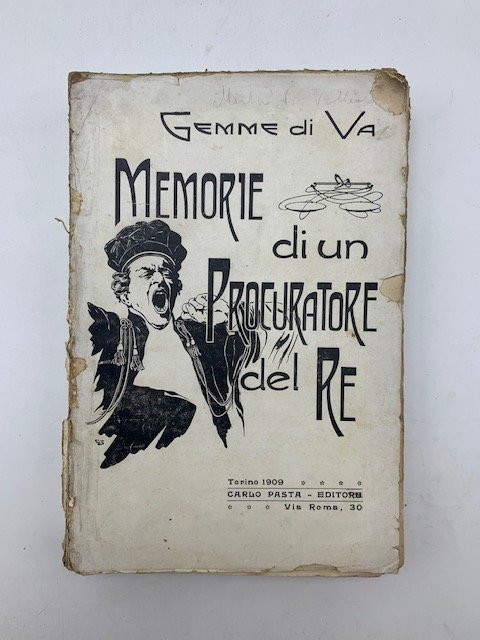 GEMME di VA
MEMORIE
di un
PROCURATORE
del RE
Torino 1909
CARLO PASTA - EDITORE
Via Roma, 30